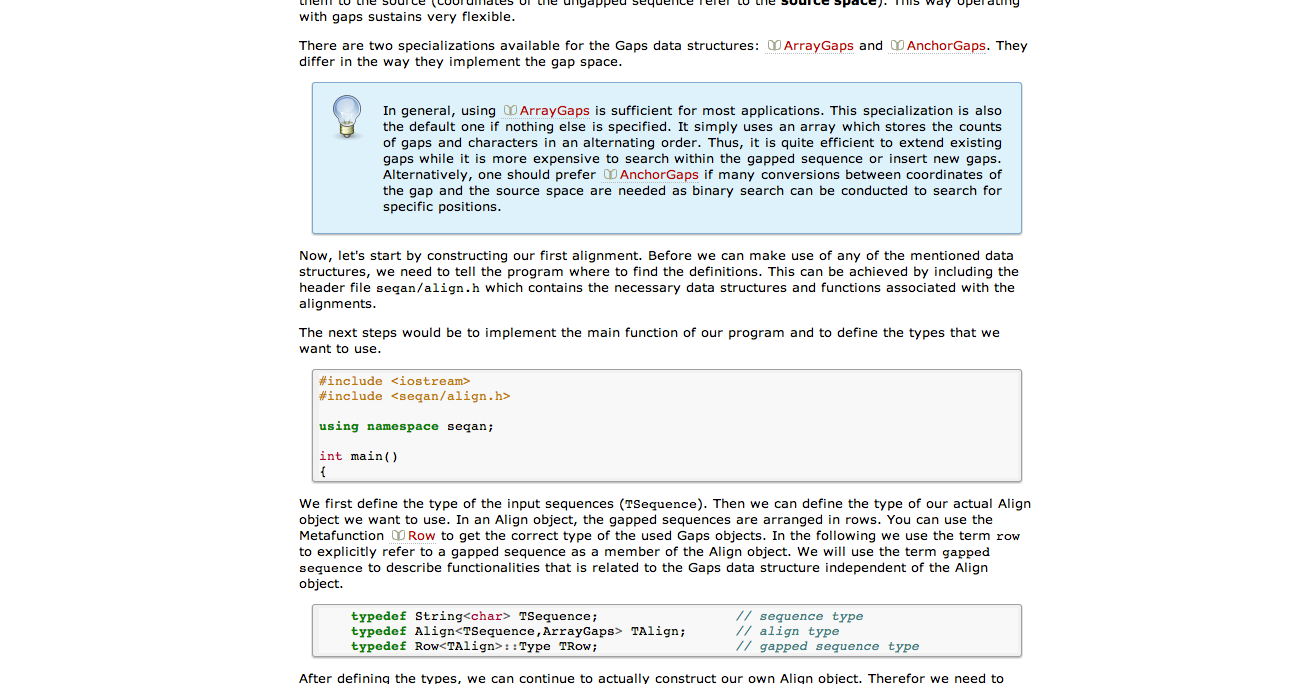 them to the source (coordinates of the ungapped sequence refer to the source space). This way operating
with gaps sustains very flexible.
There are two specializations available for the Gaps data structures: ArrayGaps and AnchorGaps. They
differ in the way they implement the gap space.
In general, using ArrayGaps is sufficient for most applications. This specialization is also
the default one if nothing else is specified. It simply uses an array which stores the counts
of gaps and characters in an alternating order. Thus, it is quite efficient to extend existing
gaps while it is more expensive to search within the gapped sequence or insert new gaps.
Alternatively, one should prefer AnchorGaps if many conversions between coordinates of
the gap and the source space are needed as binary search can be conducted to search for
specific positions.
Now, let's start by constructing our first alignment. Before we can make use of any of the mentioned data
structures, we need to tell the program where to find the definitions. This can be achieved by including the
header file seqan/align.h which contains the necessary data structures and functions associated with the
alignments.
The next steps would be to implement the main function of our program and to define the types that we
want to use.
#include <iostream>
#include <seqan/align.h>
using namespace seqan;
int main()
{
We first define the type of the input sequences (TSequence). Then we can define the type of our actual Align
object we want to use. In an Align object, the gapped sequences are arranged in rows. You can use the
Metafunction Row to get the correct type of the used Gaps objects. In the following we use the term row
to explicitly refer to a gapped sequence as a member of the Align object. We will use the term gapped
sequence to describe functionalities that is related to the Gaps data structure independent of the Align
object.
typedef String<char> TSequence; // sequence type
typedef Align<TSequence,ArrayGaps> TAlign; // align type
typedef Row<TAlign>::Type TRow; // gapped sequence type
After defining the types, we can continue to actually construct our own Align object. Therefor we need to